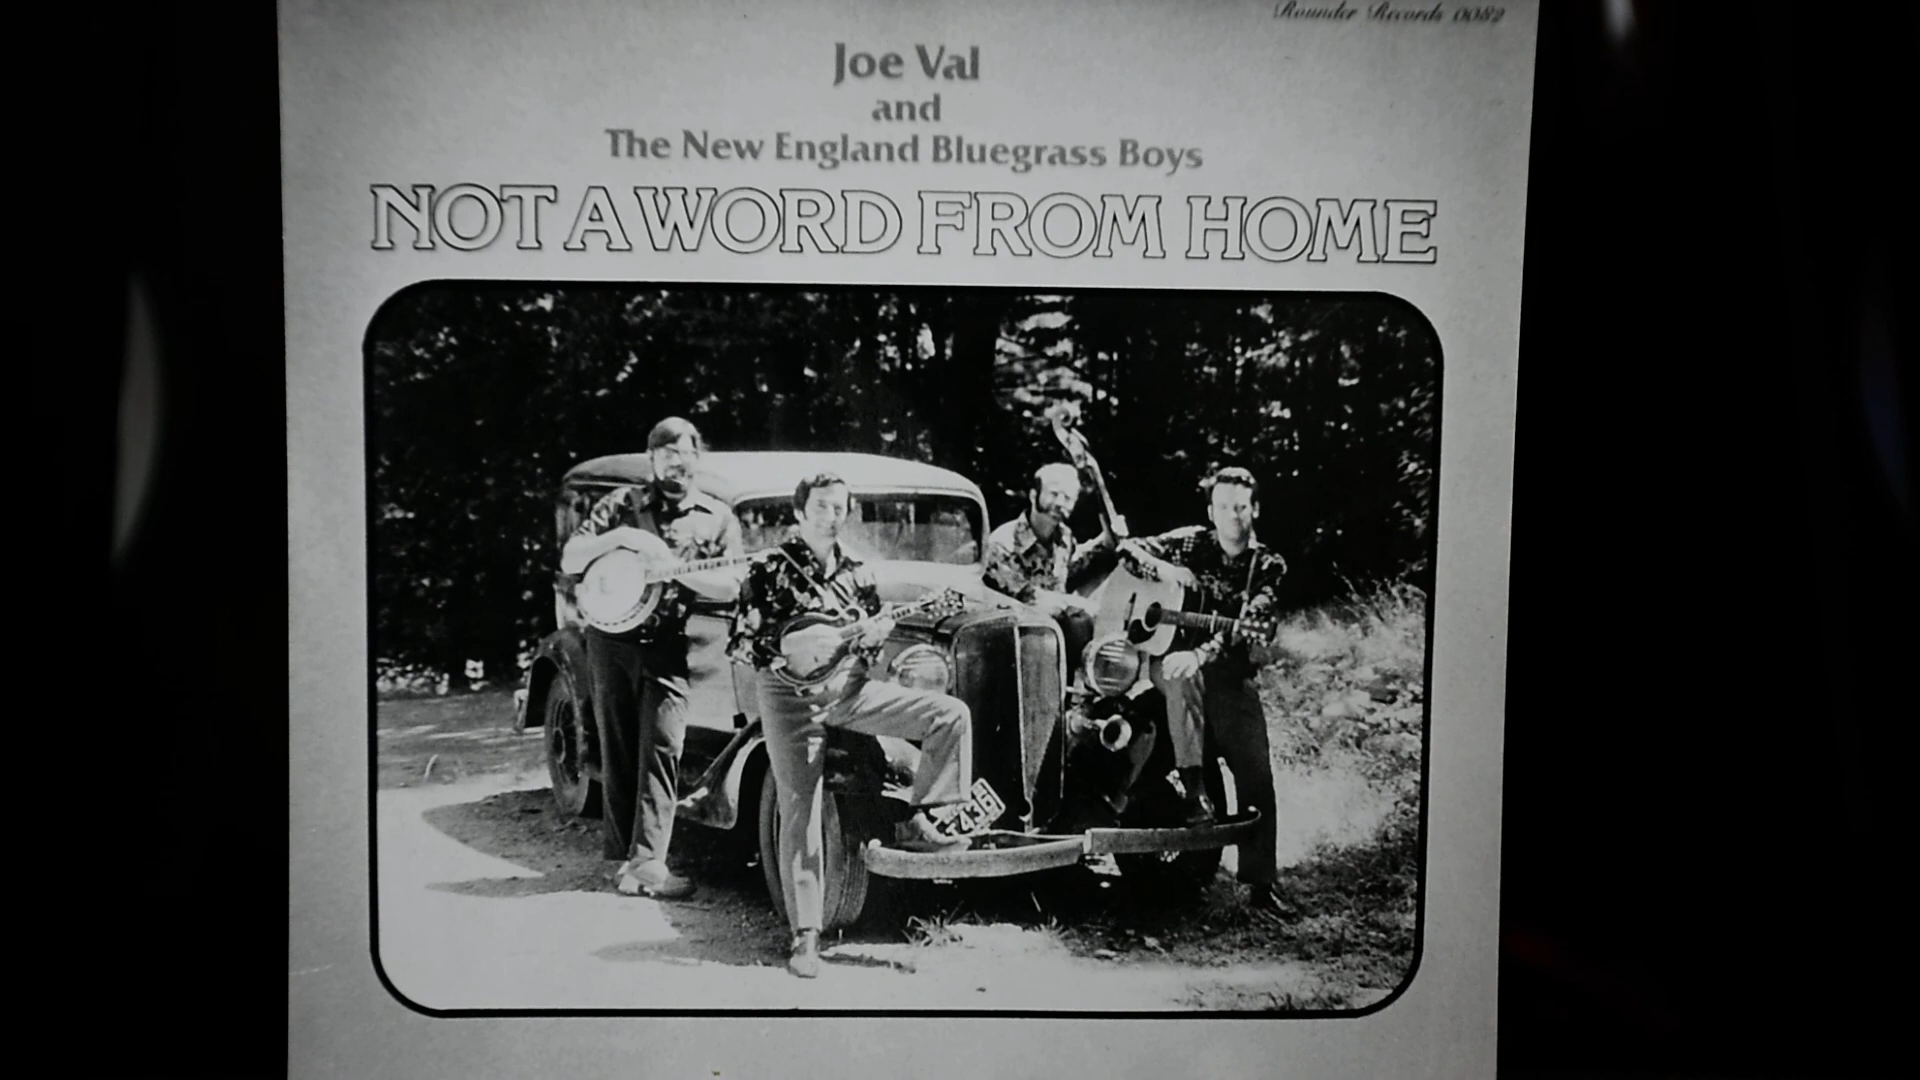 Rounder Records 0082
Joe Val
and
The New England Bluegrass Boys
NOT A WORD FROM HOME